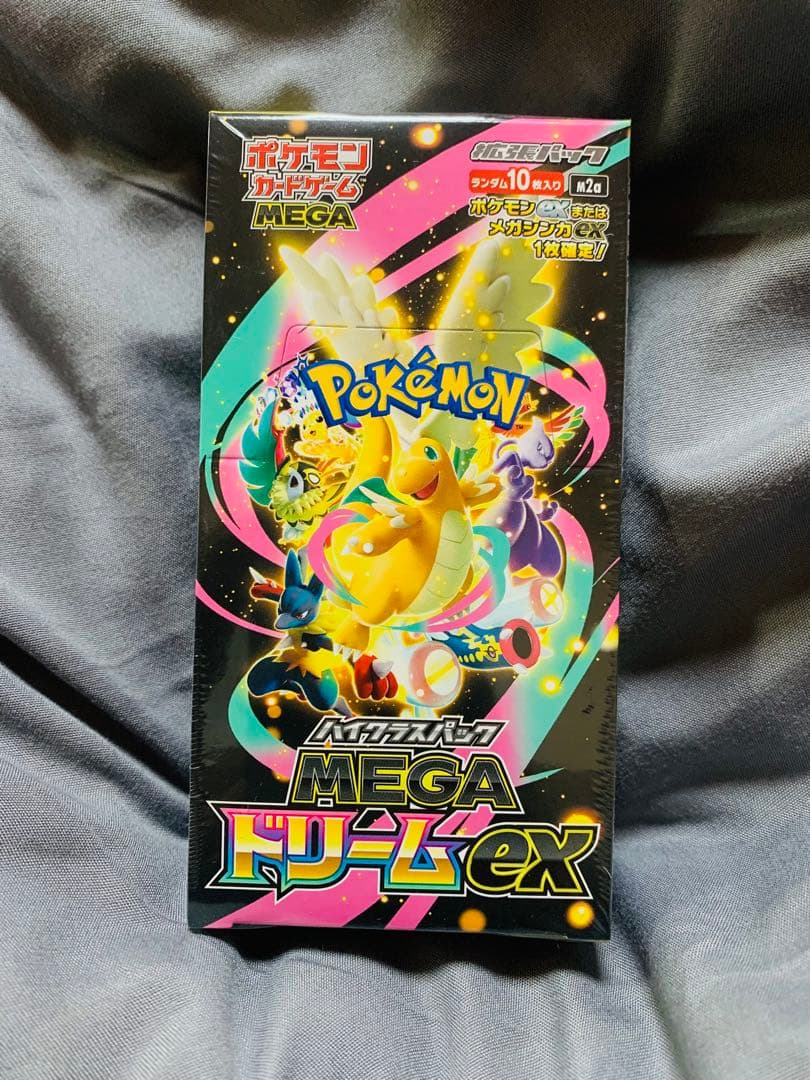 ポケモン
カードゲーム
MEGA
拡張パック
ランダム10枚入り
M2a
ポケモンexまたは
メガシンカex
1枚確定!
POKéMON
TM
ハイクラスパック
MEGA
ドリームex